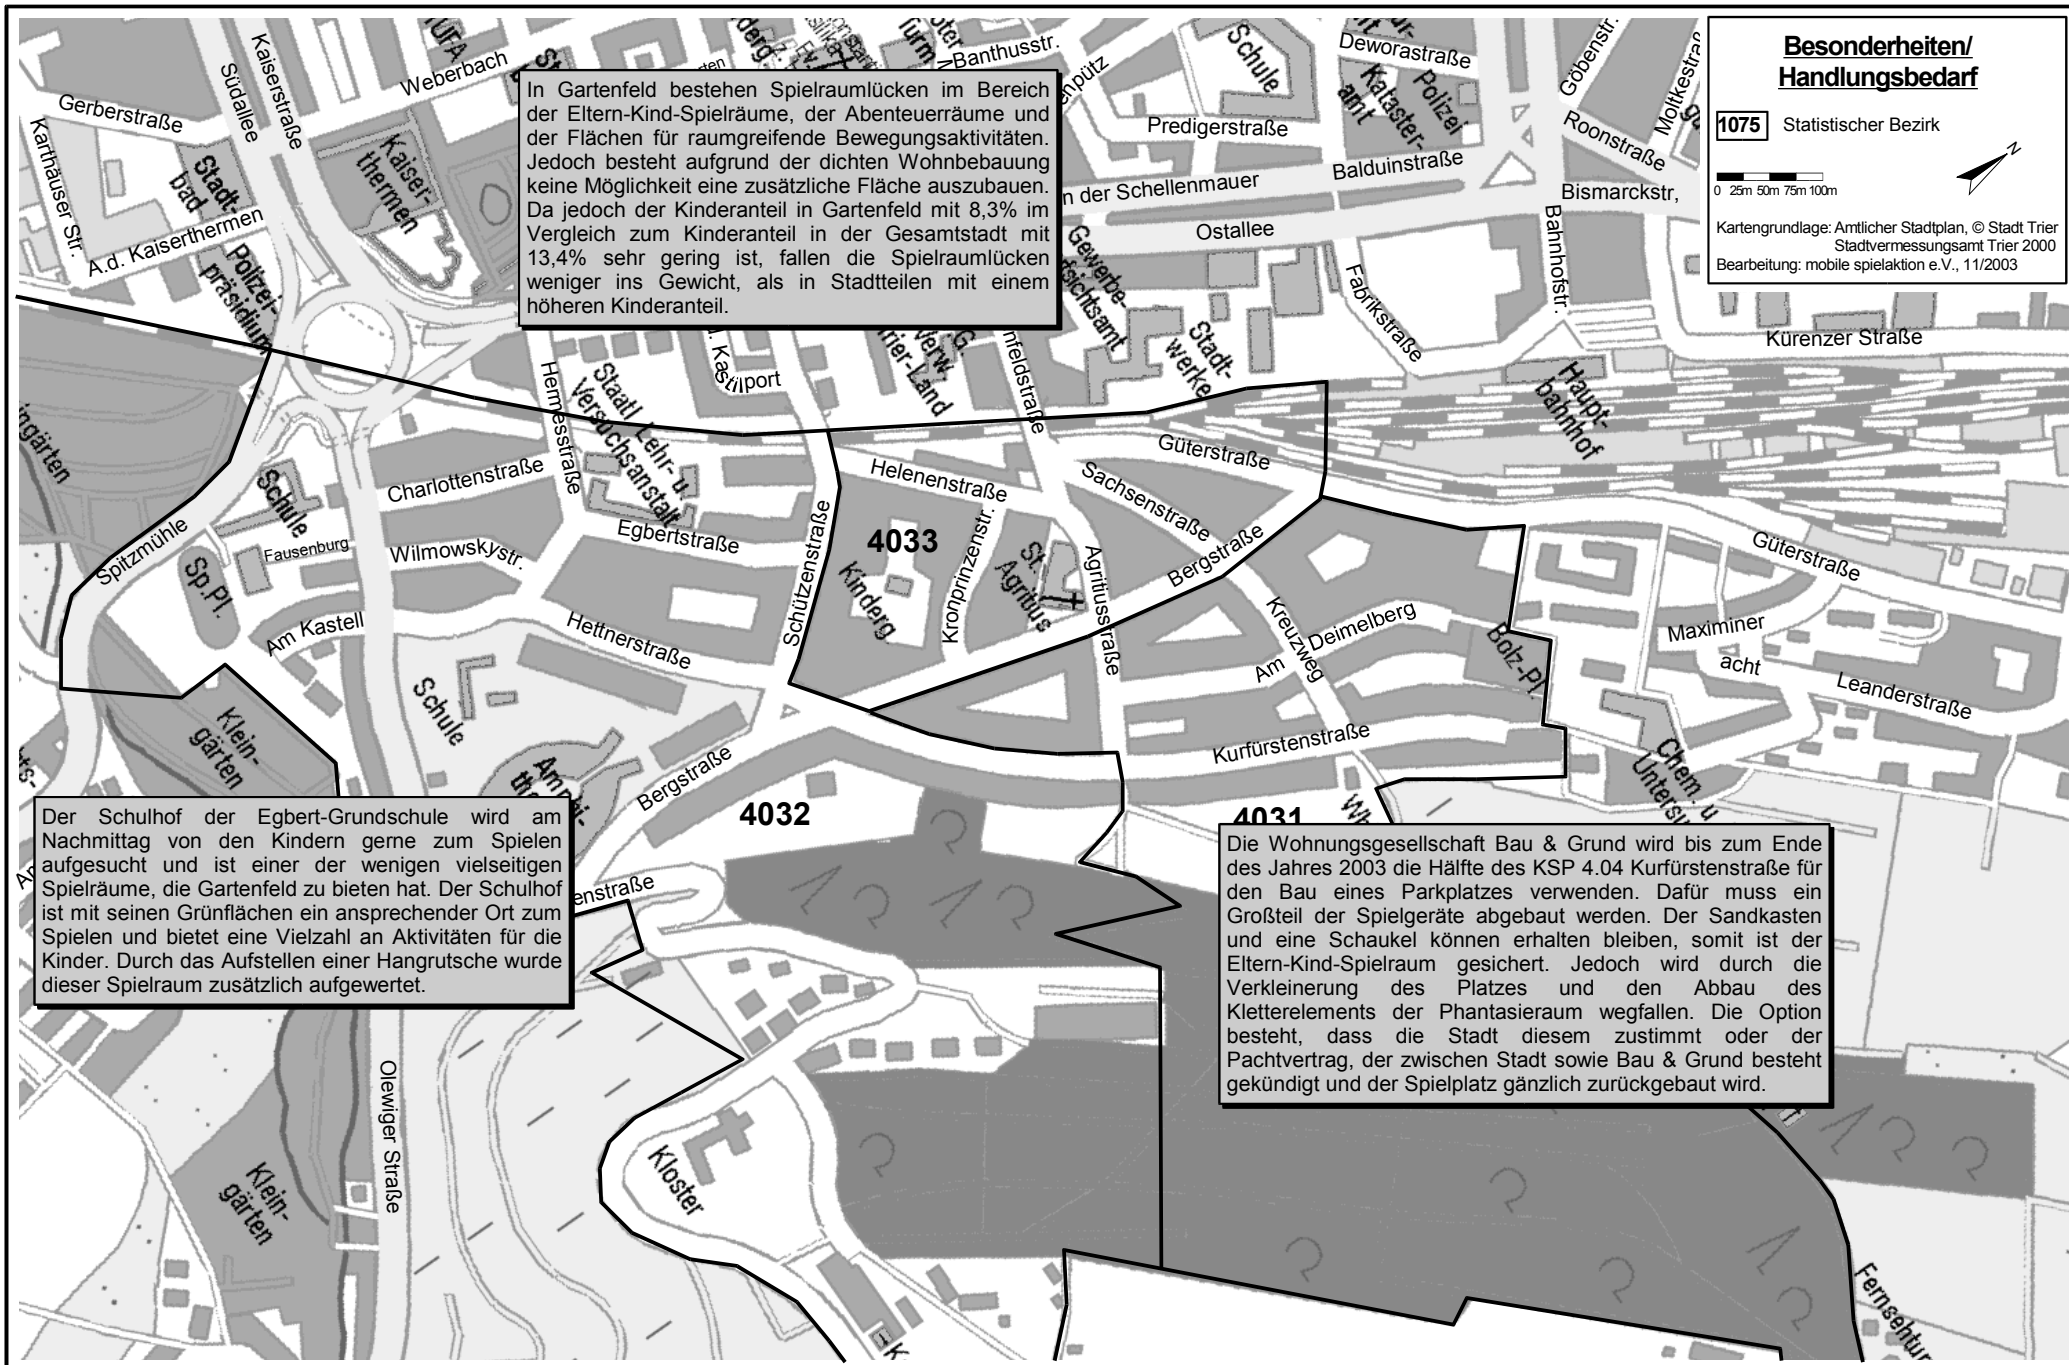 Besonderheiten/
Handlungsbedarf
1075 Statistischer Bezirk
N
0 25m 50m 75m 100m
Kartengrundlage: Amtlicher Stadtplan, © Stadt Trier
Stadtvermessungsamt Trier 2000
Bearbeitung: mobile spielaktion e.V., 11/2003
In Gartenfeld bestehen Spielraumlücken im Bereich
der Eltern-Kind-Spielräume, der Abenteuerräume und
der Flächen für raumgreifende Bewegungsaktivitäten.
Jedoch besteht aufgrund der dichten Wohnbebauung
keine Möglichkeit eine zusätzliche Fläche auszubauen.
Da jedoch der Kinderanteil in Gartenfeld mit 8,3% im
Vergleich zum Kinderanteil in der Gesamtstadt mit
13,4% sehr gering ist, fallen die Spielraumlücken
weniger ins Gewicht, als in Stadtteilen mit einem
höheren Kinderanteil.
Der Schulhof der Egbert-Grundschule wird am
Nachmittag von den Kindern gerne zum Spielen
aufgesucht und ist einer der wenigen vielseitigen
Spielräume, die Gartenfeld zu bieten hat. Der Schulhof
ist mit seinen Grünflächen ein ansprechender Ort zum
Spielen und bietet eine Vielzahl an Aktivitäten für die
Kinder. Durch das Aufstellen einer Hangrutsche wurde
dieser Spielraum zusätzlich aufgewertet.
Die Wohnungsgesellschaft Bau & Grund wird bis zum Ende
des Jahres 2003 die Hälfte des KSP 4.04 Kurfürstenstraße für
den Bau eines Parkplatzes verwenden. Dafür muss ein
Großteil der Spielgeräte abgebaut werden. Der Sandkasten
und eine Schaukel können erhalten bleiben, somit ist der
Eltern-Kind-Spielraum gesichert. Jedoch wird durch die
Verkleinerung des Platzes und den Abbau des
Kletterelements der Phantasieraum wegfallen. Die Option
besteht, dass die Stadt diesem zustimmt oder der
Pachtvertrag, der zwischen Stadt sowie Bau & Grund besteht
gekündigt und der Spielplatz gänzlich zurückgebaut wird.
Gerberstraße
Karthäuser Str.
Südallee
Kaiserstraße
Weberbach
Stadt-
bad
A.d. Kaiserthermen
Polizei-
präsidium
Kaiser-
thermen
Banthusstr.
Schule
Predigerstraße
Deworastraße
Kataster-
amt
Polizei
Göbenstr.
Moltkestraß
Roonstraße
Balduinstraße
n der Schellenmauer
Bismarckstr,
Ostallee
Bahnhofstr.
Fabrikstraße
Gewerbe-
fsichtsamt
Stadt-
werke
Kürenzer Straße
Haupt-
bahnhof
Kastilport
Verw. G.
Trier-Land
nfeldstraße
Hermesstraße
Staatl. Lehr- u.
Versuchsanstalt
Charlottenstraße
Schule
Spitzmühle
Fausenburg
Wilmowskystr.
Egbertstraße
Sp.Pl.
Am Kastell
Hettnerstraße
Schützenstraße
Helenenstraße
4033
Kinderg
Kronprinzenstr.
St.
Agritius
Agritiusstraße
Sachsenstraße
Güterstraße
Bergstraße
Kreuzweg
Am Deimelberg
Bolz-Pl.
Güterstraße
Maximiner
acht
Leanderstraße
Kurfürstenstraße
Chem. u
Untersu
Klein-
gärten
Schule
Bergstraße
4032
4031
enstraße
Olewiger Straße
Klein-
gärten
Kloster
Fernsehtur